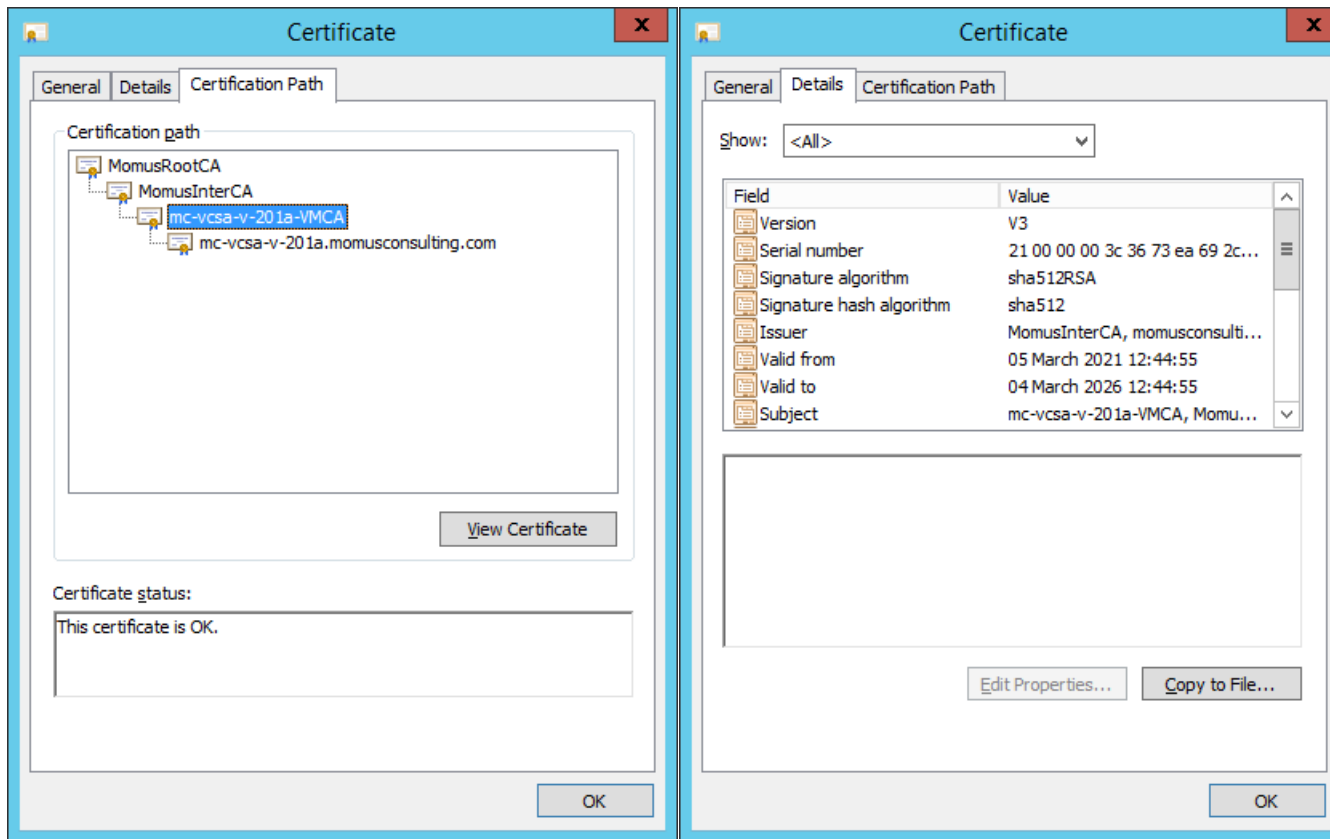 Certificate
X
General
Details
Certification Path
Certification path
MomusRootCA
MomusInterCA
mc-vcsa-v-201a-VMCA
mc-vcsa-v-201a.momusconsulting.com
View Certificate
Certificate status:
This certificate is OK.
OK
Certificate
X
General
Details
Certification Path
Show: <All>
Field Value
Version V3
Serial number 21 00 00 00 3c 36 73 ea 69 2c...
Signature algorithm sha512RSA
Signature hash algorithm sha512
Issuer MomusInterCA, momusconsulti...
Valid from 05 March 2021 12:44:55
Valid to 04 March 2026 12:44:55
Subject mc-vcsa-v-201a-VMCA, Momu...
Edit Properties...
Copy to File...
OK